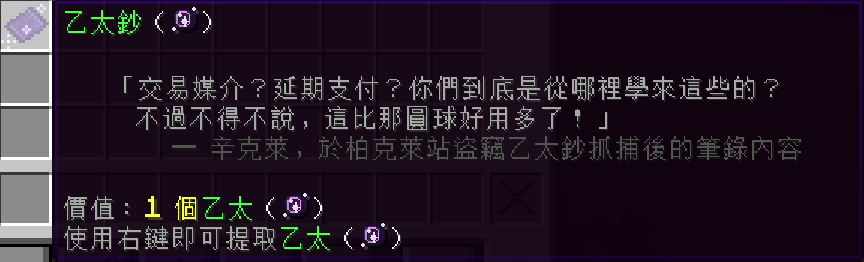 乙太鈔 ( )
「交易媒介？延期支付？你們到底是從哪裡學來這些的？
不過不得不說，這比那圓球好用多了！」
— 辛克萊，於柏克萊站盜竊乙太鈔抓捕後的筆錄內容
價值：1 個乙太 ( )
使用右鍵即可提取乙太 ( )